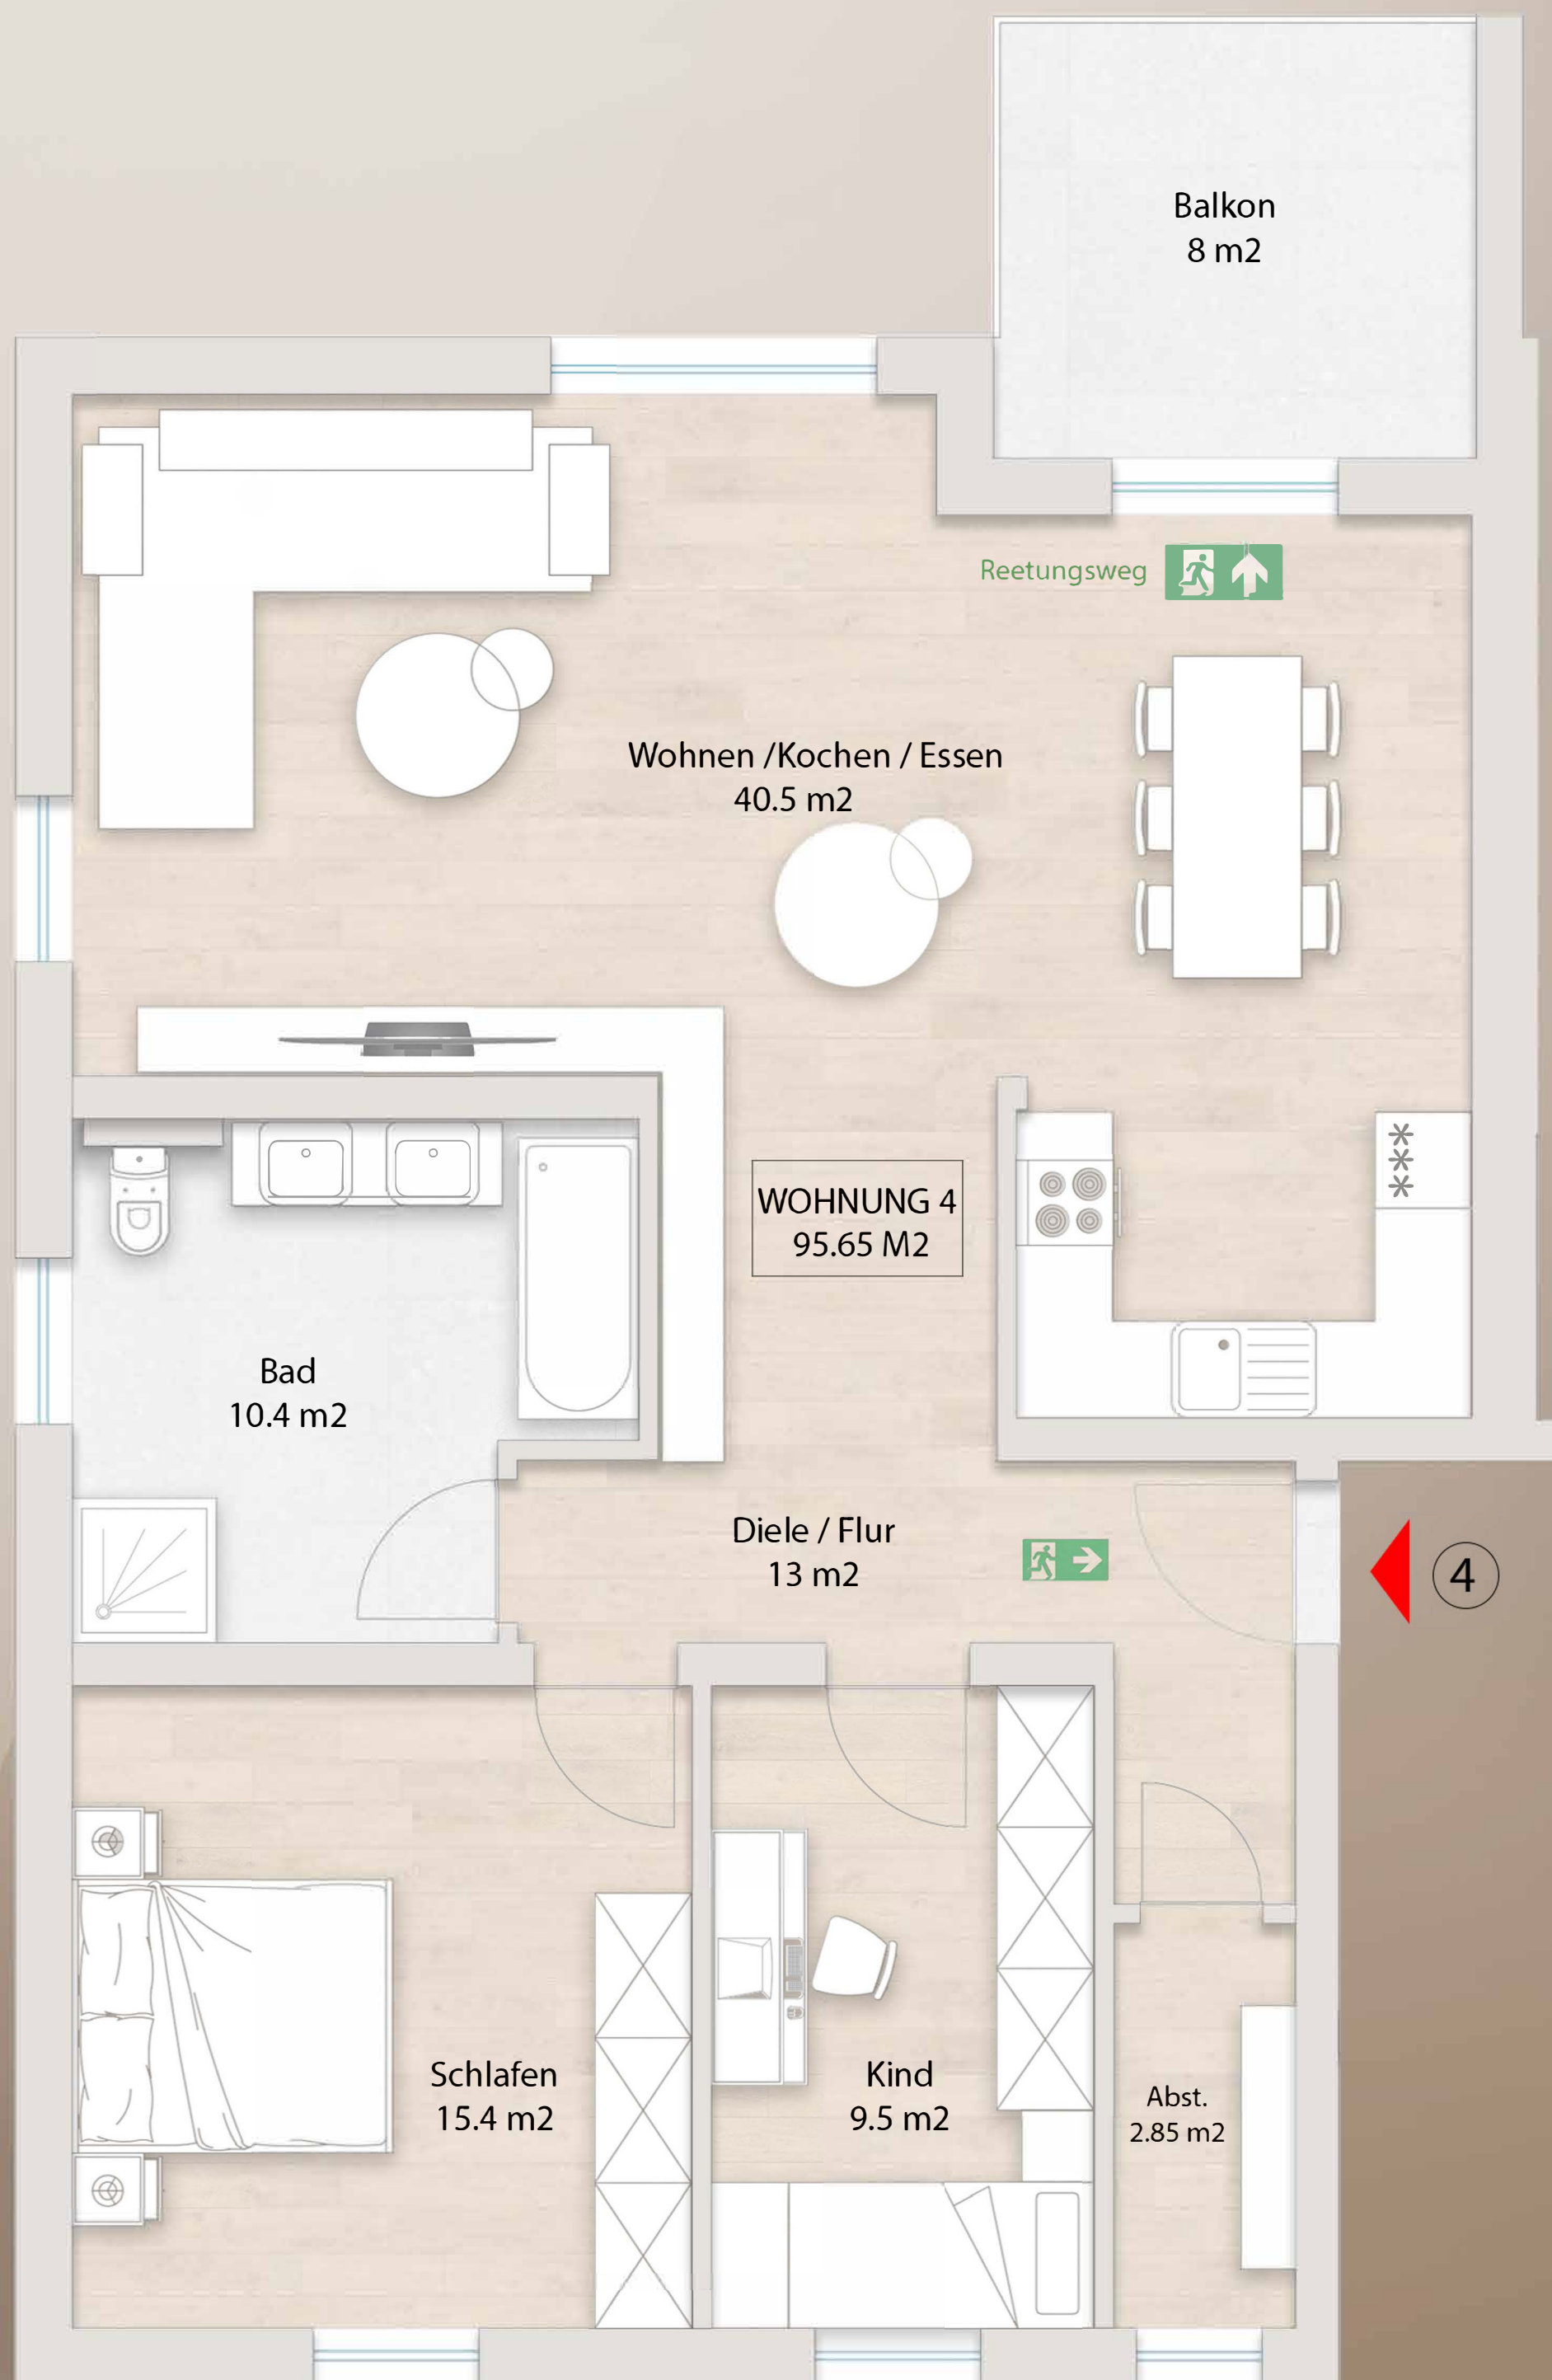 Balkon
8 m2
Reetungsweg
Wohnen /Kochen / Essen
40.5 m2
WOHNUNG 4
95.65 M2
Bad
10.4 m2
Diele / Flur
13 m2
4
Schlafen
15.4 m2
Kind
9.5 m2
Abst.
2.85 m2